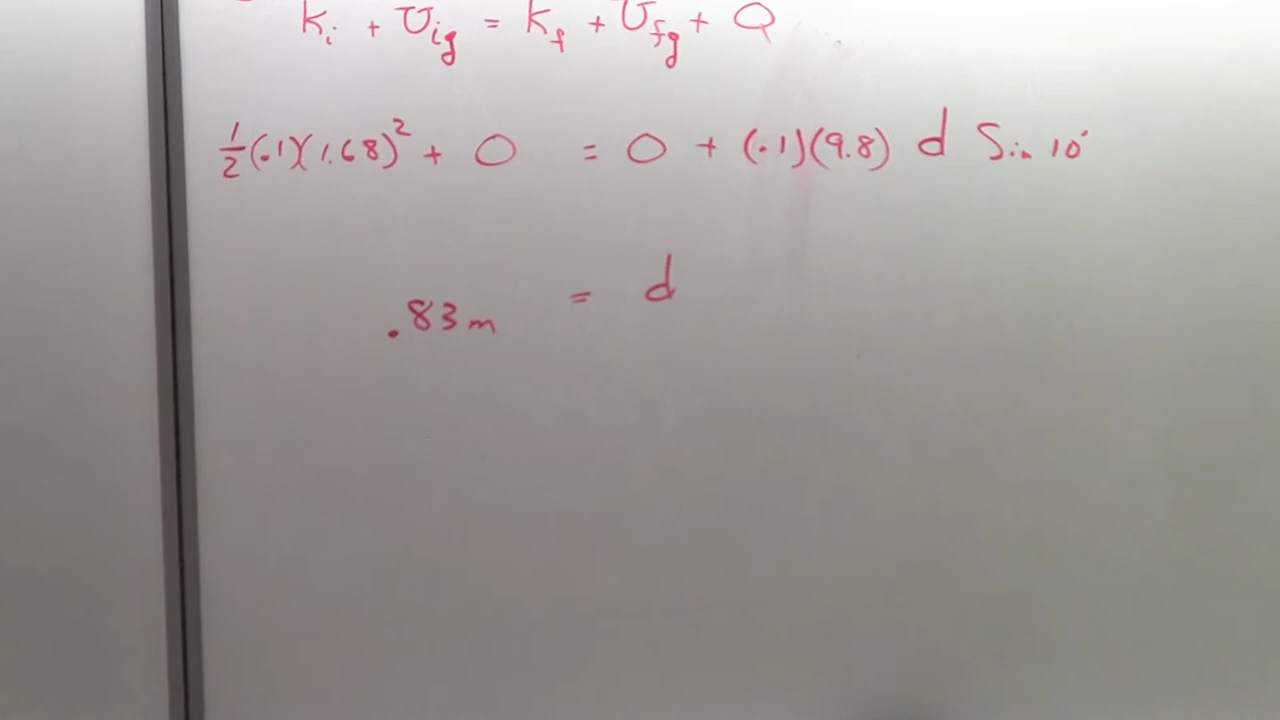 Ki + Uig = Kf + Ufg + Q
1/2(.1)(1.68)² + 0 = 0 + (.1)(9.8) d Sin 10°
.83m = d